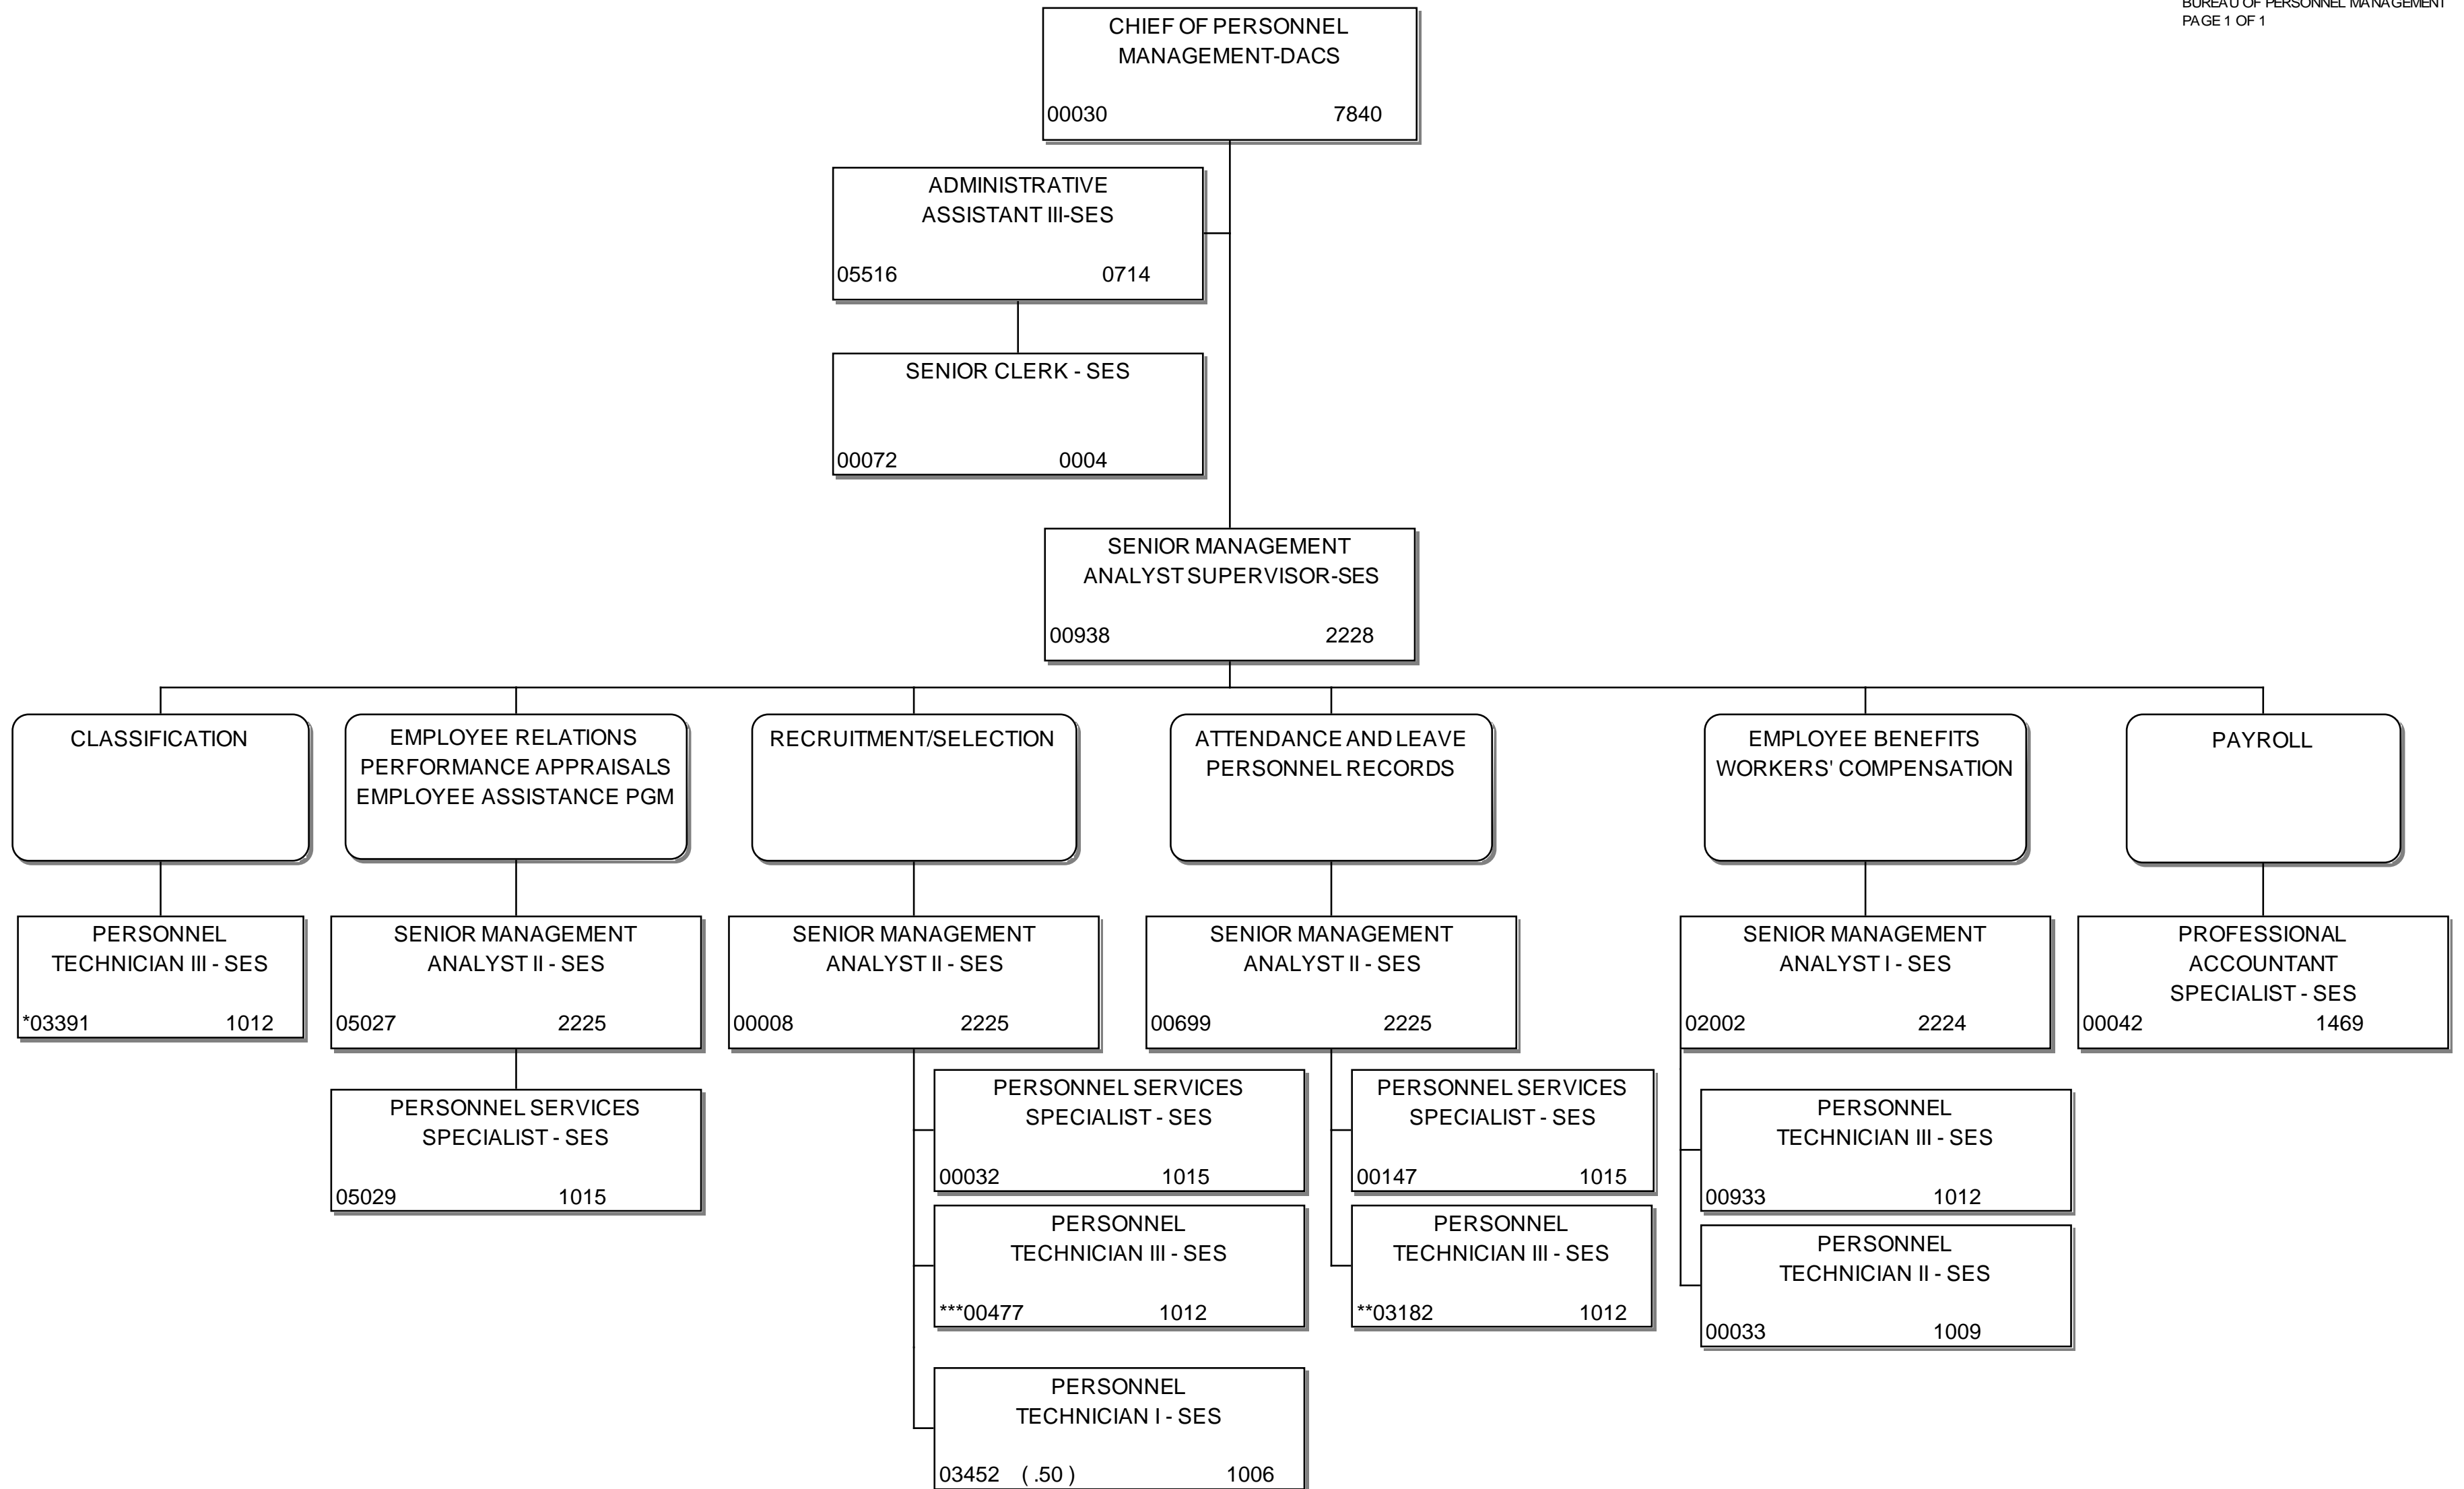 BUREAU OF PERSONNEL MANAGEMENT
PAGE 1 OF 1
CHIEF OF PERSONNEL
MANAGEMENT-DACS
00030 7840
ADMINISTRATIVE
ASSISTANT III-SES
05516 0714
SENIOR CLERK - SES
00072 0004
SENIOR MANAGEMENT
ANALYST SUPERVISOR-SES
00938 2228
CLASSIFICATION
PERSONNEL
TECHNICIAN III - SES
*03391 1012
EMPLOYEE RELATIONS
PERFORMANCE APPRAISALS
EMPLOYEE ASSISTANCE PGM
SENIOR MANAGEMENT
ANALYST II - SES
05027 2225
PERSONNEL SERVICES
SPECIALIST - SES
05029 1015
RECRUITMENT/SELECTION
SENIOR MANAGEMENT
ANALYST II - SES
00008 2225
PERSONNEL SERVICES
SPECIALIST - SES
00032 1015
PERSONNEL
TECHNICIAN III - SES
***00477 1012
PERSONNEL
TECHNICIAN I - SES
03452 ( .50 ) 1006
ATTENDANCE AND LEAVE
PERSONNEL RECORDS
SENIOR MANAGEMENT
ANALYST II - SES
00699 2225
PERSONNEL SERVICES
SPECIALIST - SES
00147 1015
PERSONNEL
TECHNICIAN III - SES
**03182 1012
EMPLOYEE BENEFITS
WORKERS' COMPENSATION
SENIOR MANAGEMENT
ANALYST I - SES
02002 2224
PERSONNEL
TECHNICIAN III - SES
00933 1012
PERSONNEL
TECHNICIAN II - SES
00033 1009
PAYROLL
PROFESSIONAL
ACCOUNTANT
SPECIALIST - SES
00042 1469